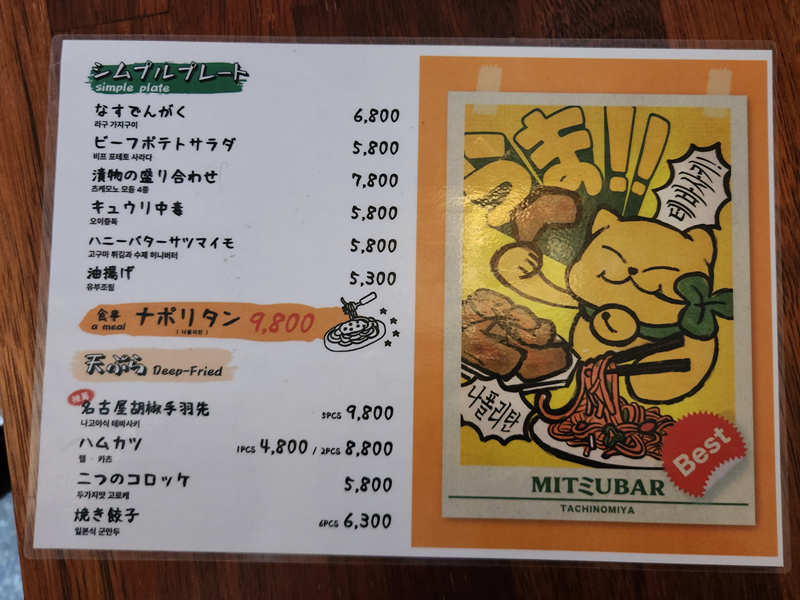 シムプルプレート
simple plate
なすでんがく 6,800
라구 가지구이
ビーフポテトサラダ 5,800
비프 포테토 사라다
漬物の盛り合わせ 7,800
츠케모노 모듬 4종
キュウリ中毒 5,800
오이중독
ハニーバターサツマイモ 5,800
고구마 튀김과 수제 허니버터
油揚げ 5,300
유부조림
食事 ナポリタン 9,800
a meal (나폴리탄)
天ぷら Deep-Fried
推薦
名古屋胡椒手羽先 3PCS 9,800
나고야식 테바사키
ハムカツ 1PCS 4,800 / 2PCS 8,800
햄 - 카츠
二つのコロッケ 5,800
두가지맛 고로케
焼き餃子 6PCS 6,300
일본식 군만두
うま!!
테바사키!
나폴리탄
Best
MITZUBAR
TACHINOMIYA